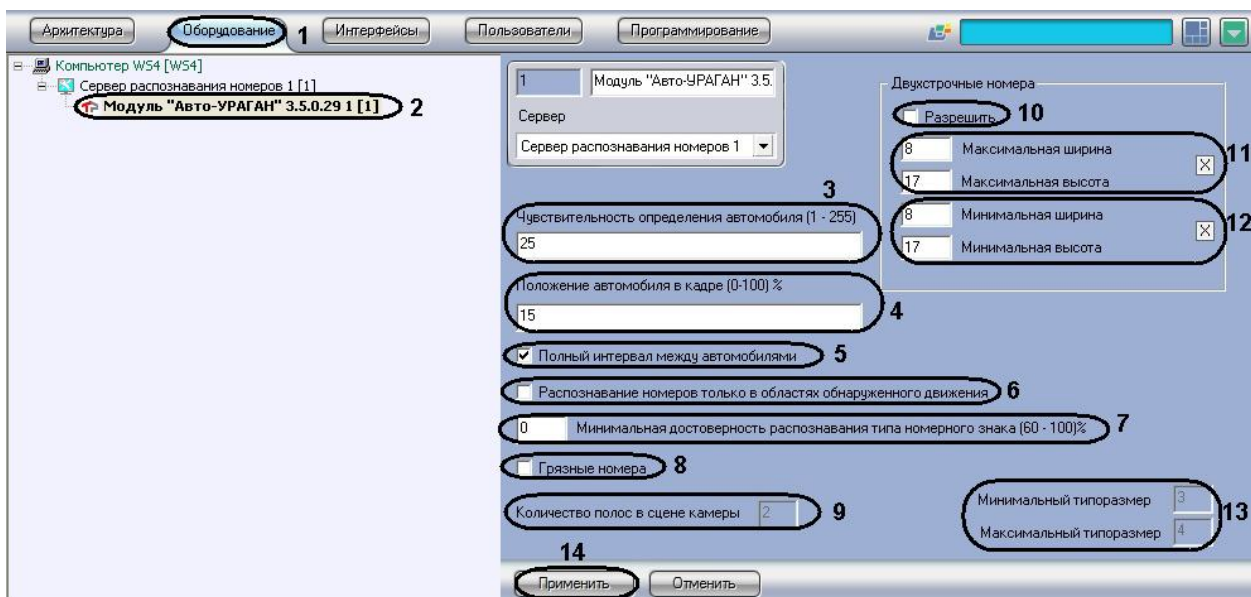 Архитектура Оборудование 1 Интерфейсы Пользователи Программирование
Компьютер WS4 [WS4]
Сервер распознавания номеров 1 [1]
Модуль "Авто-УРАГАН" 3.5.0.29 1 [1] 2
1 Модуль "Авто-УРАГАН" 3.5.
Сервер
Сервер распознавания номеров 1
3
Чувствительность определения автомобиля (1 - 255)
25
Положение автомобиля в кадре (0-100) %
15
4
Полный интервал между автомобилями 5
Распознавание номеров только в областях обнаруженного движения 6
0 Минимальная достоверность распознавания типа номерного знака (60 - 100)% 7
Грязные номера 8
Количество полос в сцене камеры 2 9
Двухстрочные номера
Разрешить 10
8 Максимальная ширина
17 Максимальная высота
X 11
8 Минимальная ширина
17 Минимальная высота
X 12
Минимальный типоразмер 3
Максимальный типоразмер 4
13
14
Применить Отменить